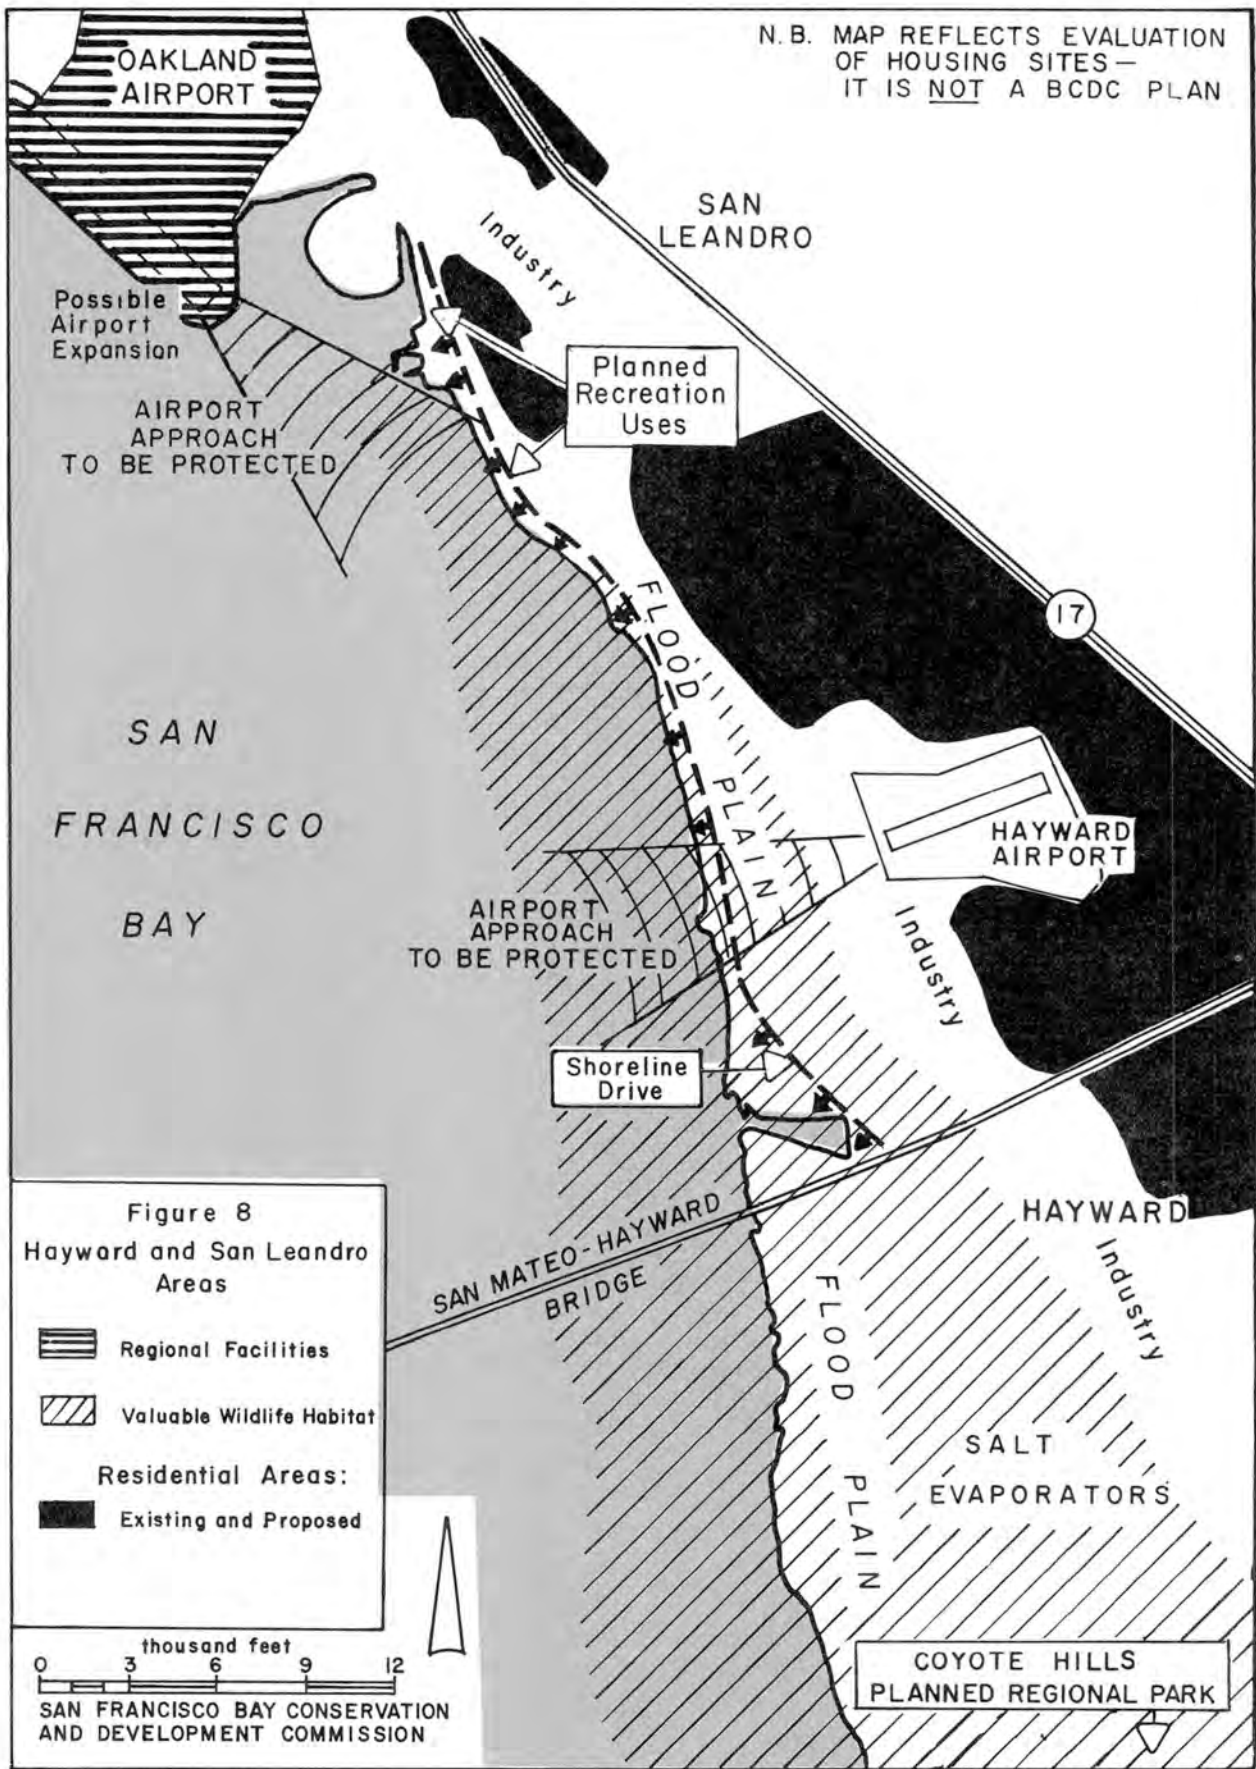 N.B. MAP REFLECTS EVALUATION
OF HOUSING SITES—
IT IS NOT A BCDC PLAN
OAKLAND
AIRPORT
SAN
LEANDRO
Industry
Possible
Airport
Expansion
Planned
Recreation
Uses
AIRPORT
APPROACH
TO BE PROTECTED
17
FLOOD
PLAIN
SAN
FRANCISCO
BAY
HAYWARD
AIRPORT
AIRPORT
APPROACH
TO BE PROTECTED
Industry
Shoreline
Drive
SAN MATEO-HAYWARD
BRIDGE
HAYWARD
Industry
FLOOD
PLAIN
SALT
EVAPORATORS
COYOTE HILLS
PLANNED REGIONAL PARK
Figure 8
Hayward and San Leandro
Areas
Regional Facilities
Valuable Wildlife Habitat
Residential Areas:
Existing and Proposed
thousand feet
0 3 6 9 12
SAN FRANCISCO BAY CONSERVATION
AND DEVELOPMENT COMMISSION